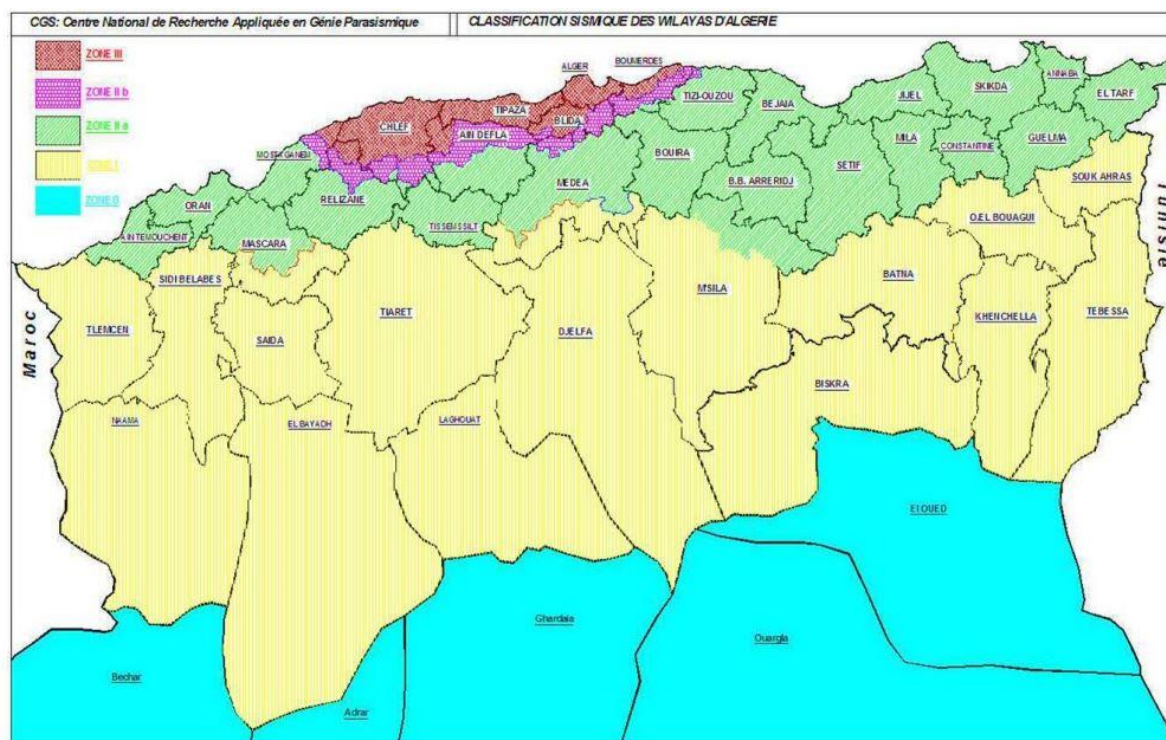 CGS: Centre National de Recherche Appliquée en Génie Parasismique
CLASSIFICATION SISMIQUE DES WILAYAS D'ALGERIE
ZONE III
ZONE II b
ZONE II a
ZONE I
ZONE 0
ALGER
BOUMERDES
TIPAZA
BLIDA
CHLEF
AIN DEFLA
TIZI-OUZOU
BEJAIA
JIJEL
SKIKDA
ANNABA
EL TARF
MOSTAGANEM
BOUIRA
MILA
CONSTANTINE
GUELMA
SETIF
MEDEA
B.B. ARRERIDJ
SOUK AHRAS
ORAN
RELIZANE
TISSEMSSILT
O.EL BOUAGUI
AIN TEMOUCHENT
MASCARA
SIDI BELABES
BATNA
Tunisie
Maroc
TLEMCEN
SAIDA
TIARET
DJELFA
M'SILA
KHENCHELLA
TEBESSA
BISKRA
NAAMA
EL BAYADH
LAGHOUAT
El OUED
Ghardaia
Ouargla
Bechar
Adrar